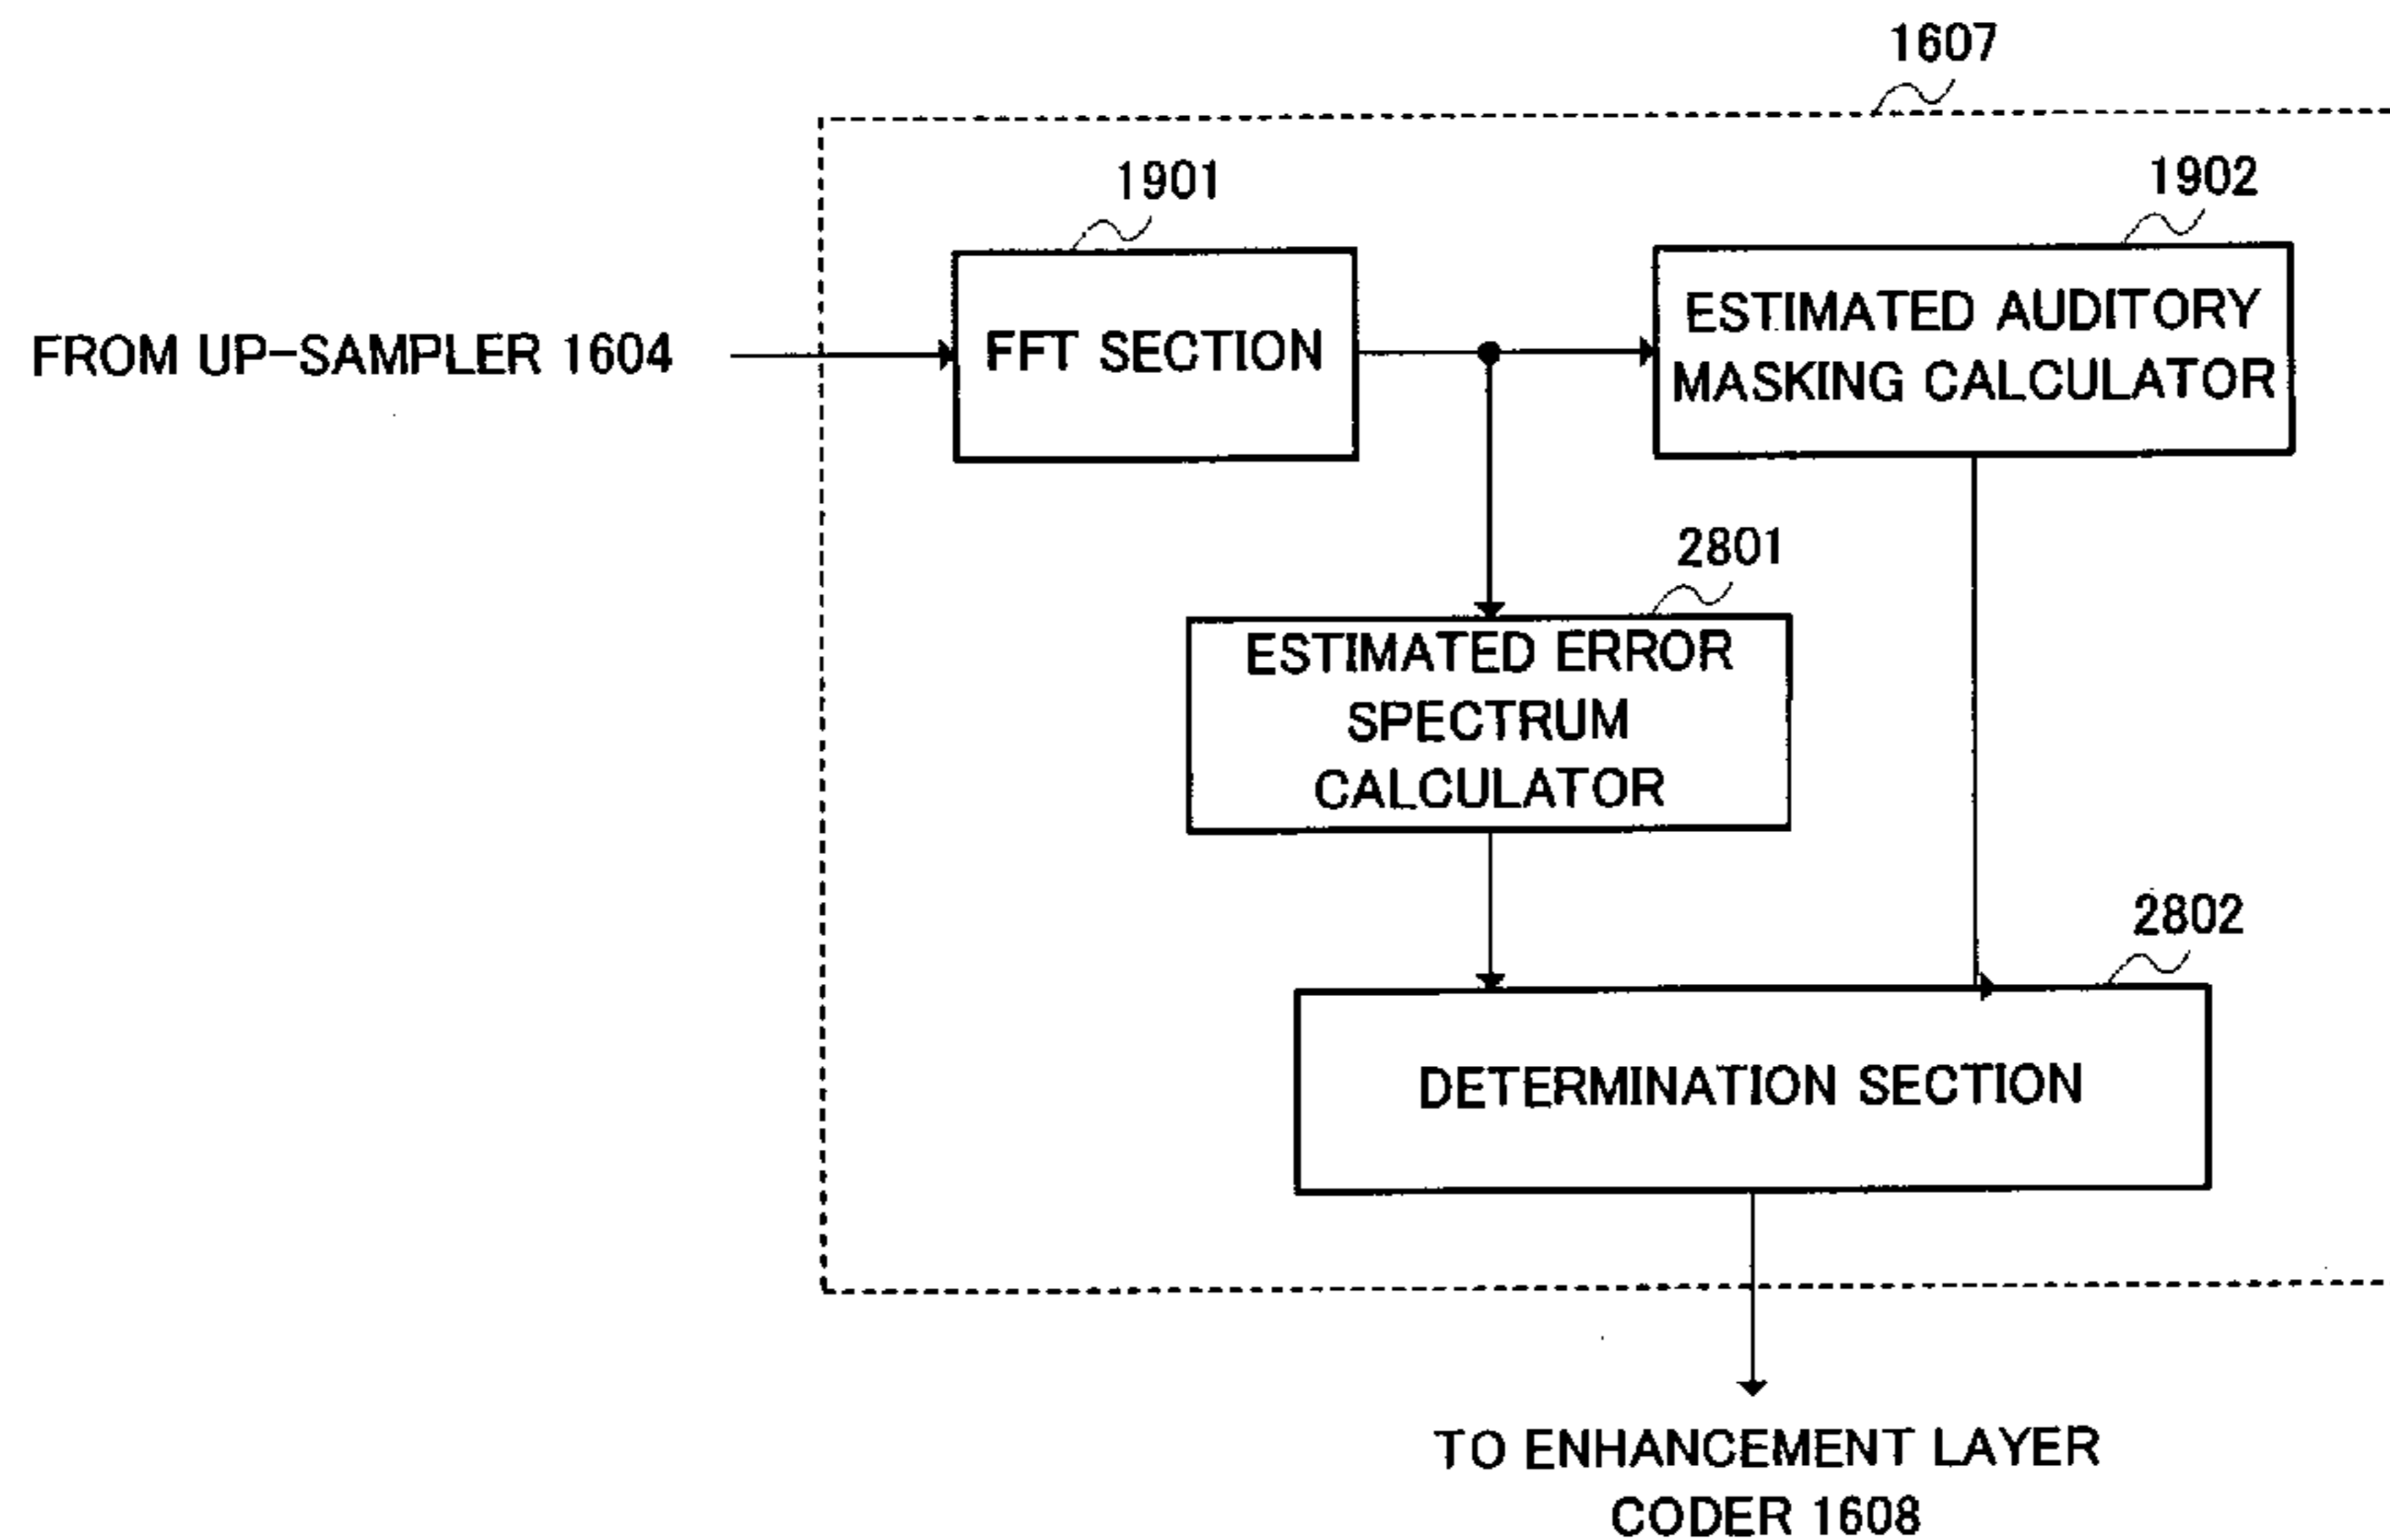 1607
1901
1902
FROM UP-SAMPLER 1604
FFT SECTION
ESTIMATED AUDITORY
MASKING CALCULATOR
2801
ESTIMATED ERROR
SPECTRUM
CALCULATOR
2802
DETERMINATION SECTION
TO ENHANCEMENT LAYER
CODER 1608